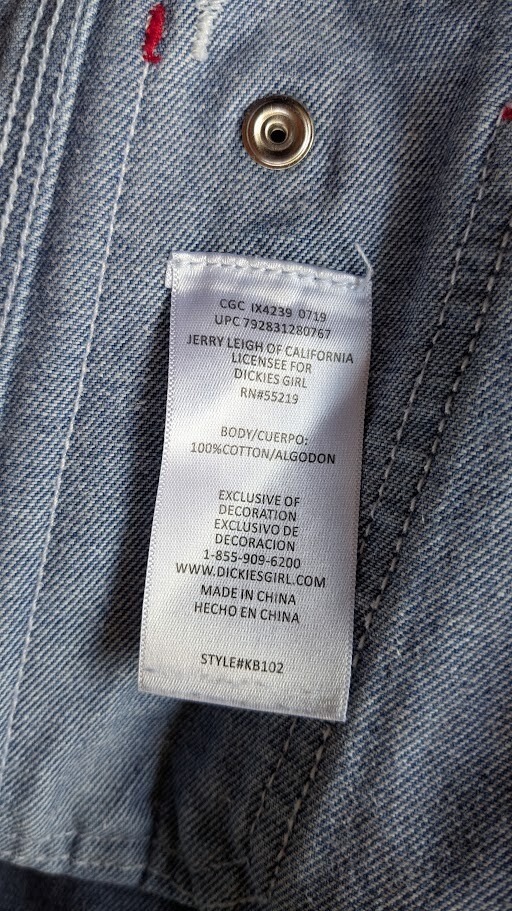 CGC IX4239 0719
UPC 792831280767
JERRY LEIGH OF CALIFORNIA
LICENSEE FOR
DICKIES GIRL
RN#55219
BODY/CUERPO:
100%COTTON/ALGODON
EXCLUSIVE OF
DECORATION
EXCLUSIVO DE
DECORACION
1-855-909-6200
WWW.DICKIESGIRL.COM
MADE IN CHINA
HECHO EN CHINA
STYLE#KB102